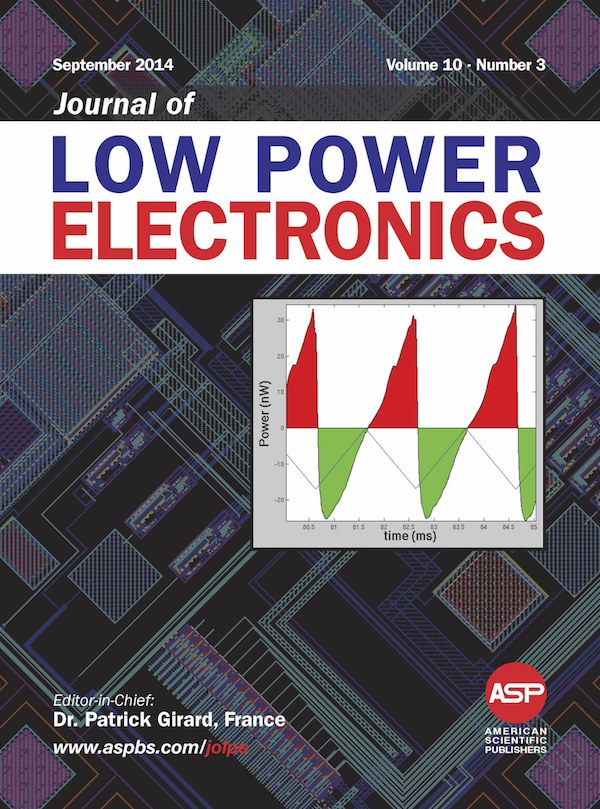 September 2014
Volume 10 - Number 3
Journal of
LOW POWER
ELECTRONICS
30
20
10
0
-10
-20
Power (nW)
80.5 81 81.5 82 82.5 83 83.5 84 84.5 85
time (ms)
Editor-in-Chief:
Dr. Patrick Girard, France
www.aspbs.com/jolpe
ASP
AMERICAN
SCIENTIFIC
PUBLISHERS